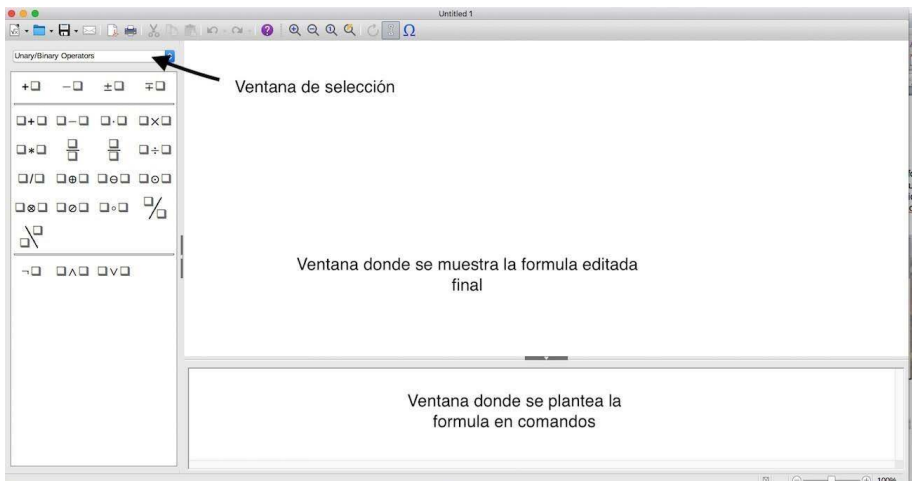 Untitled 1
Unary/Binary Operators
Ventana de selección
+□ −□ ±□ ∓□
□+□ □−□ □·□ □×□
□∗□ □/□ □/□ □÷□
□/□ □⊕□ □⊖□ □⊙□
□⊗□ □⊘□ □∘□ □/□
□\□
¬□ □∧□ □∨□
Ventana donde se muestra la formula editada
final
Ventana donde se plantea la
formula en comandos
100%